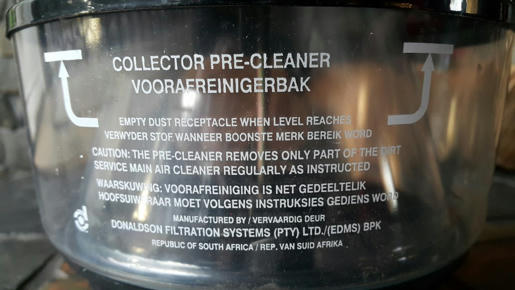 COLLECTOR PRE-CLEANER
VOORAFREINIGERBAK
EMPTY DUST RECEPTACLE WHEN LEVEL REACHES
VERWYDER STOF WANNEER BOONSTE MERK BEREIK WORD
CAUTION: THE PRE-CLEANER REMOVES ONLY PART OF THE DIRT
SERVICE MAIN AIR CLEANER REGULARLY AS INSTRUCTED
WAARSKUWING: VOORAFREINIGING IS NET GEDEELTELIK
MOET VOLGENS INSTRUKSIES GEDIENS WORD
MANUFACTURED BY / VERVAARDIG DEUR
DONALDSON FILTRATION SYSTEMS (PTY) LTD./(EDMS) BPK
REPUBLIC OF SOUTH AFRICA / REP. VAN SUID AFRIKA